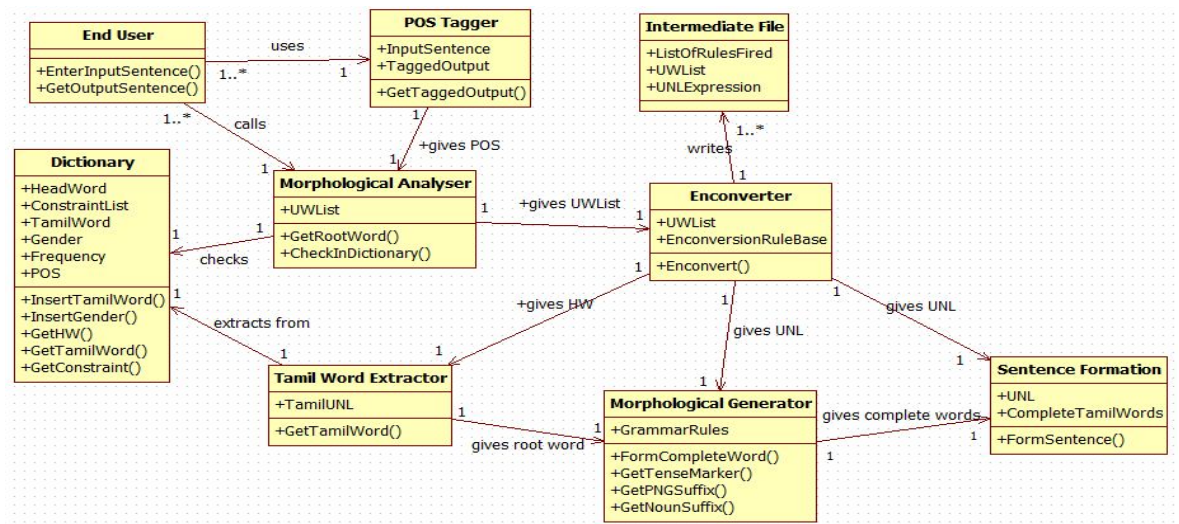 End User
+EnterInputSentence()
+GetOutputSentence()
uses
1..*
1
POS Tagger
+InputSentence
+TaggedOutput
+GetTaggedOutput()
Intermediate File
+ListOfRulesFired
+UWList
+UNLExpression
1..*
calls
1
1
+gives POS
1
1..*
writes
1
Dictionary
+HeadWord
+ConstraintList
+TamilWord
+Gender
+Frequency
+POS
+InsertTamilWord()
+InsertGender()
+GetHW()
+GetTamilWord()
+GetConstraint()
Morphological Analyser
+UWList
+GetRootWord()
+CheckInDictionary()
1
+gives UWList
1
Enconverter
+UWList
+EnconversionRuleBase
+Enconvert()
1
1
checks
1
extracts from
1
1
+gives HW
1
1
gives UNL
1
1
gives UNL
1
Tamil Word Extractor
+TamilUNL
+GetTamilWord()
1
gives root word
1
Morphological Generator
+GrammarRules
+FormCompleteWord()
+GetTenseMarker()
+GetPNGSuffix()
+GetNounSuffix()
gives complete words
1
1
Sentence Formation
+UNL
+CompleteTamilWords
+FormSentence()